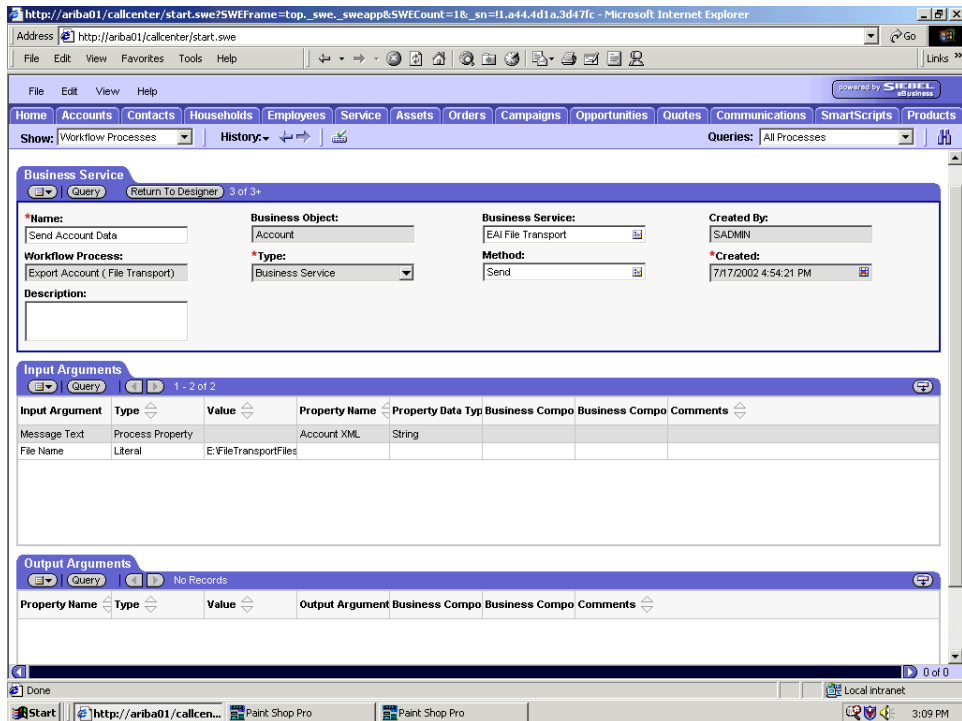 http://ariba01/callcenter/start.swe?SWEFrame=top._swe._sweapp&SWECount=1&_sn=!1.a44.4d1a.3d47fc - Microsoft Internet Explorer
Address http://ariba01/callcenter/start.swe Go
File Edit View Favorites Tools Help Links »
File Edit View Help powered by SIEBEL eBusiness
Home Accounts Contacts Households Employees Service Assets Orders Campaigns Opportunities Quotes Communications SmartScripts Products
Show: Workflow Processes History: Queries: All Processes
Business Service
Query Return To Designer 3 of 3+
*Name: Business Object: Business Service: Created By:
Send Account Data Account EAI File Transport SADMIN
Workflow Process: *Type: Method: *Created:
Export Account ( File Transport) Business Service Send 7/17/2002 4:54:21 PM
Description:
Input Arguments
Query 1 - 2 of 2
Input Argument Type Value Property Name Property Data Typ Business Compo Business Compo Comments
Message Text Process Property Account XML String
File Name Literal E:\FileTransportFiles
Output Arguments
Query No Records
Property Name Type Value Output Argument Business Compo Business Compo Comments
0 of 0
Done Local intranet
Start http://ariba01/callcen... Paint Shop Pro Paint Shop Pro 3:09 PM